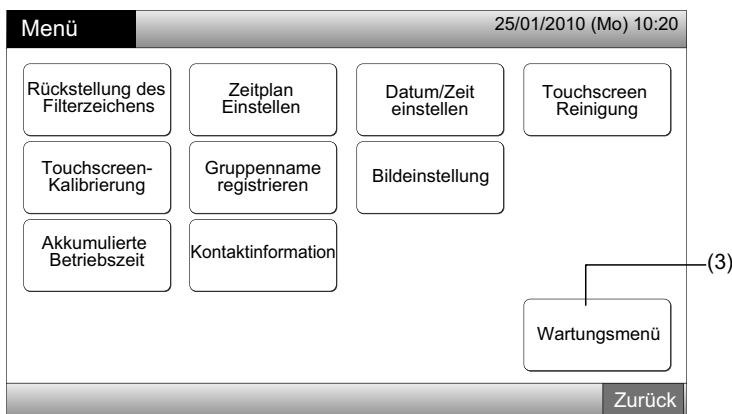 Menü
25/01/2010 (Mo) 10:20
Rückstellung des
Filterzeichens
Zeitplan
Einstellen
Datum/Zeit
einstellen
Touchscreen
Reinigung
Touchscreen-
Kalibrierung
Gruppenname
registrieren
Bildeinstellung
Akkumulierte
Betriebszeit
Kontaktinformation
(3)
Wartungsmenü
Zurück